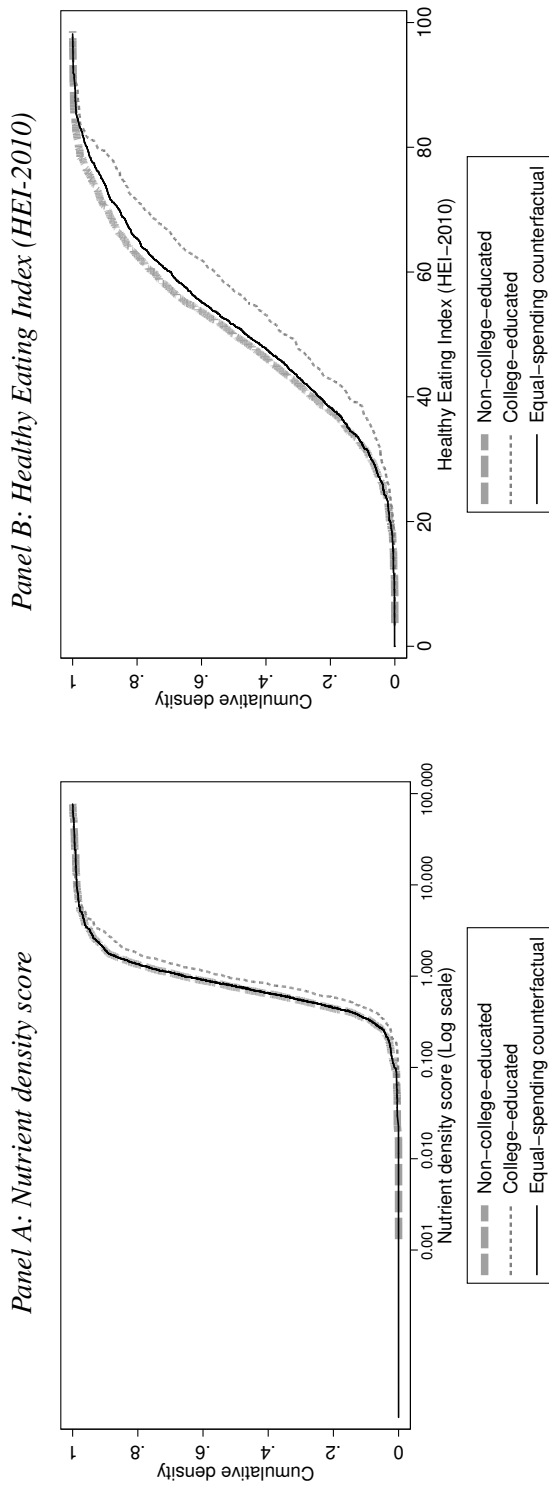 Panel A: Nutrient density score
Cumulative density
1
.8
.6
.4
.2
0
0.001
0.010
0.100
1.000
10.000
100.000
Nutrient density score (Log scale)
Non−college−educated
College−educated
Equal−spending counterfactual
Panel B: Healthy Eating Index (HEI-2010)
Cumulative density
1
.8
.6
.4
.2
0
0
20
40
60
80
100
Healthy Eating Index (HEI−2010)
Non−college−educated
College−educated
Equal−spending counterfactual